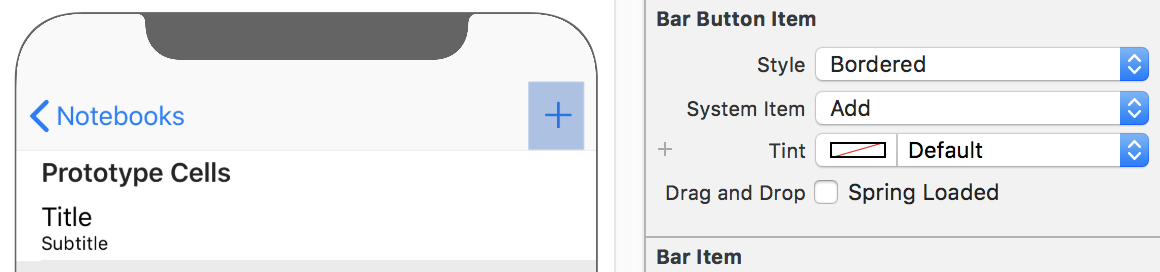 Notebooks
Prototype Cells
Title
Subtitle
Bar Button Item
Style Bordered
System Item Add
+ Tint Default
Drag and Drop Spring Loaded
Bar Item